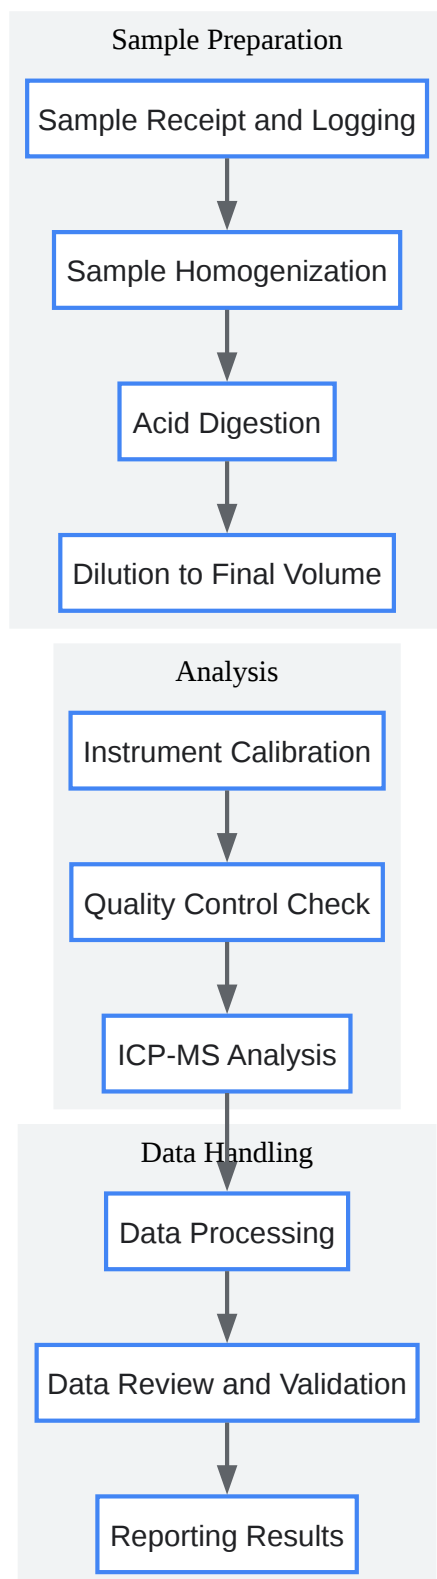 Sample Preparation
Sample Receipt and Logging
Sample Homogenization
Acid Digestion
Dilution to Final Volume
Analysis
Instrument Calibration
Quality Control Check
ICP-MS Analysis
Data Handling
Data Processing
Data Review and Validation
Reporting Results